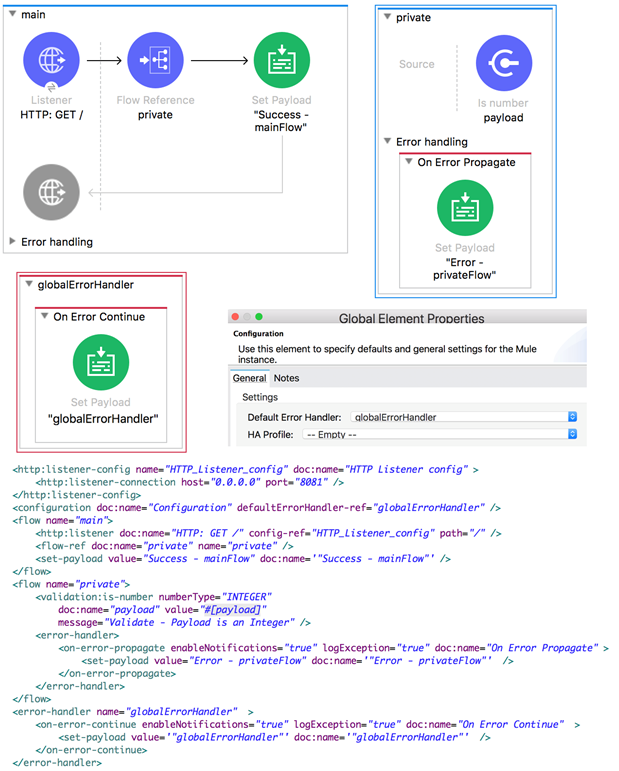 main
Listener
HTTP: GET /
Flow Reference
private
Set Payload
"Success -
mainFlow"
Error handling
private
Source
Is number
payload
Error handling
On Error Propagate
Set Payload
"Error -
privateFlow"
globalErrorHandler
On Error Continue
Set Payload
"globalErrorHandler"
Global Element Properties
Configuration
Use this element to specify defaults and general settings for the Mule
instance.
General Notes
Settings
Default Error Handler: globalErrorHandler
HA Profile: -- Empty --
<http:listener-config name="HTTP_Listener_config" doc:name="HTTP Listener config" >
<http:listener-connection host="0.0.0.0" port="8081" />
</http:listener-config>
<configuration doc:name="Configuration" defaultErrorHandler-ref="globalErrorHandler" />
<flow name="main">
<http:listener doc:name="HTTP: GET /" config-ref="HTTP_Listener_config" path="/" />
<flow-ref doc:name="private" name="private" />
<set-payload value="Success - mainFlow" doc:name='"Success - mainFlow"' />
</flow>
<flow name="private">
<validation:is-number numberType="INTEGER"
doc:name="payload" value="#[payload]"
message="Validate - Payload is an Integer" />
<error-handler>
<on-error-propagate enableNotifications="true" logException="true" doc:name="On Error Propagate" >
<set-payload value="Error - privateFlow" doc:name='"Error - privateFlow"' />
</on-error-propagate>
</error-handler>
</flow>
<error-handler name="globalErrorHandler" >
<on-error-continue enableNotifications="true" logException="true" doc:name="On Error Continue" >
<set-payload value='"globalErrorHandler"' doc:name='"globalErrorHandler"' />
</on-error-continue>
</error-handler>